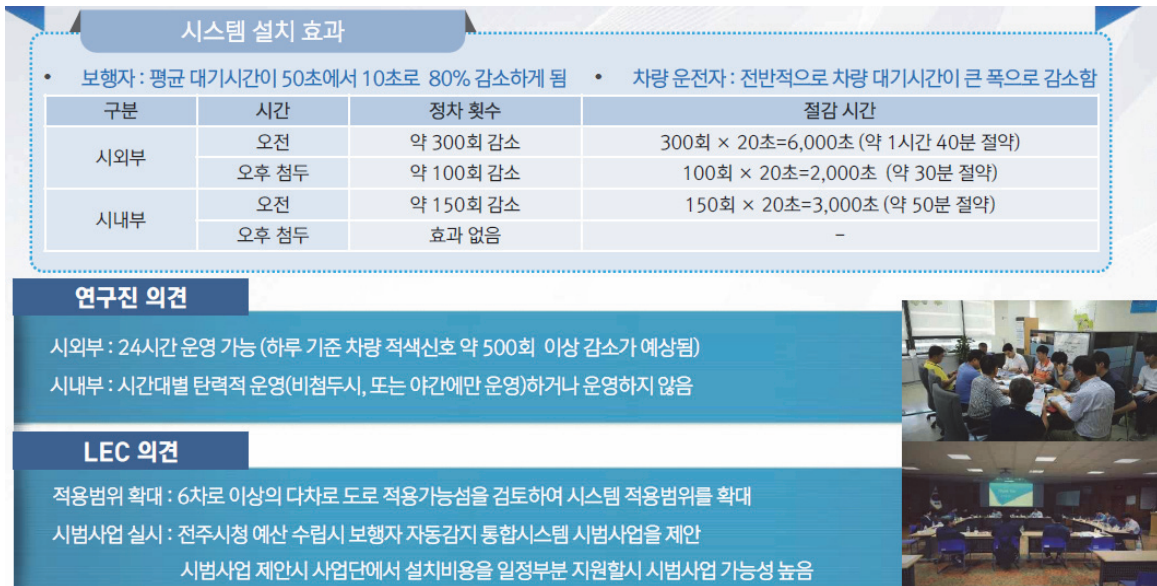 시스템 설치 효과
• 보행자 : 평균 대기시간이 50초에서 10초로 80% 감소하게 됨 • 차량 운전자 : 전반적으로 차량 대기시간이 큰 폭으로 감소함
구분 시간 정차 횟수 절감 시간
시외부 오전 약 300회 감소 300회 × 20초=6,000초 (약 1시간 40분 절약)
오후 첨두 약 100회 감소 100회 × 20초=2,000초 (약 30분 절약)
시내부 오전 약 150회 감소 150회 × 20초=3,000초 (약 50분 절약)
오후 첨두 효과 없음 –
연구진 의견
시외부 : 24시간 운영 가능 (하루 기준 차량 적색신호 약 500회 이상 감소가 예상됨)
시내부 : 시간대별 탄력적 운영(비첨두시, 또는 야간에만 운영)하거나 운영하지 않음
LEC 의견
적용범위 확대 : 6차로 이상의 다차로 도로 적용가능섬을 검토하여 시스템 적용범위를 확대
시범사업 실시 : 전주시청 예산 수립시 보행자 자동감지 통합시스템 시범사업을 제안
시범사업 제안시 사업단에서 설치비용을 일정부분 지원할시 시범사업 가능성 높음